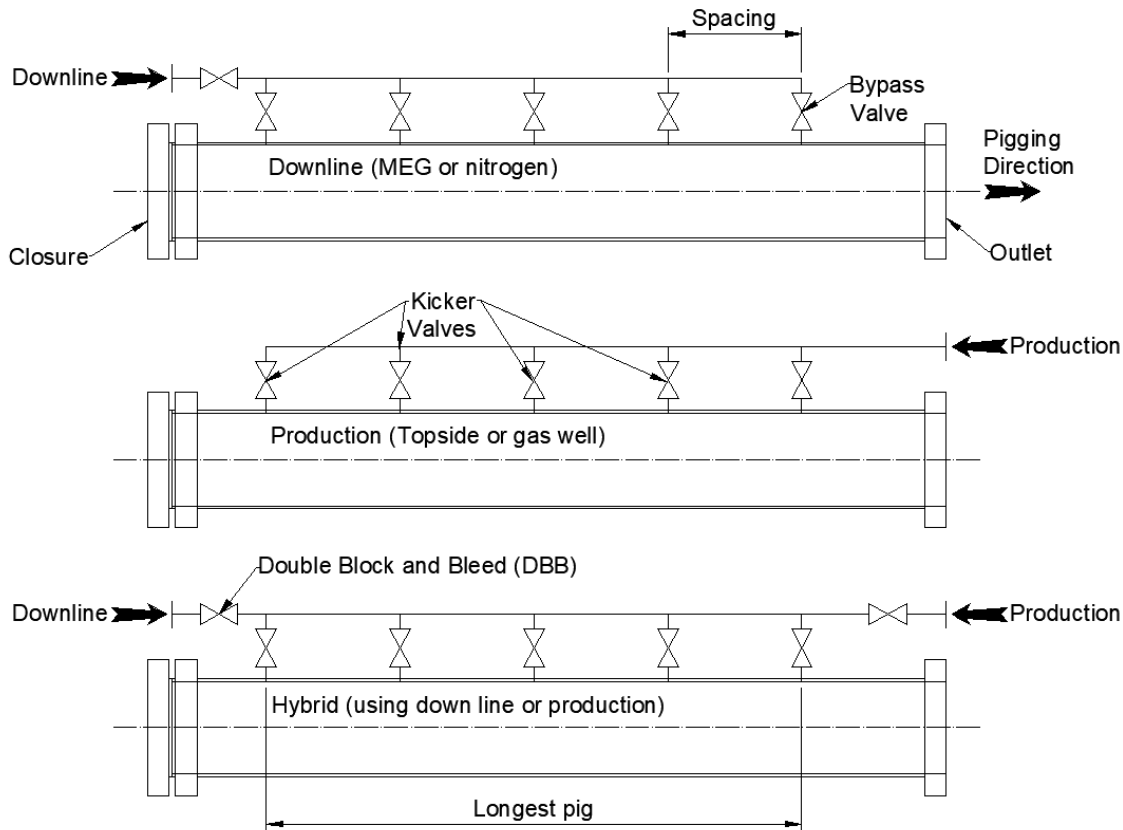 Spacing
Downline
Bypass
Valve
Downline (MEG or nitrogen)
Pigging
Direction
Closure
Outlet
Kicker
Valves
Production
Production (Topside or gas well)
Double Block and Bleed (DBB)
Downline
Production
Hybrid (using down line or production)
Longest pig